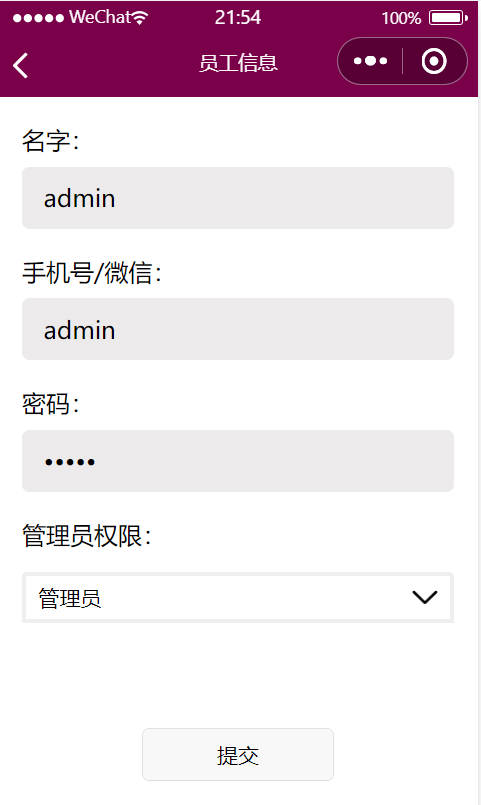 ●●●●● WeChat 21:54 100%
员工信息
名字：
admin
手机号/微信：
admin
密码：
•••••
管理员权限：
管理员
提交